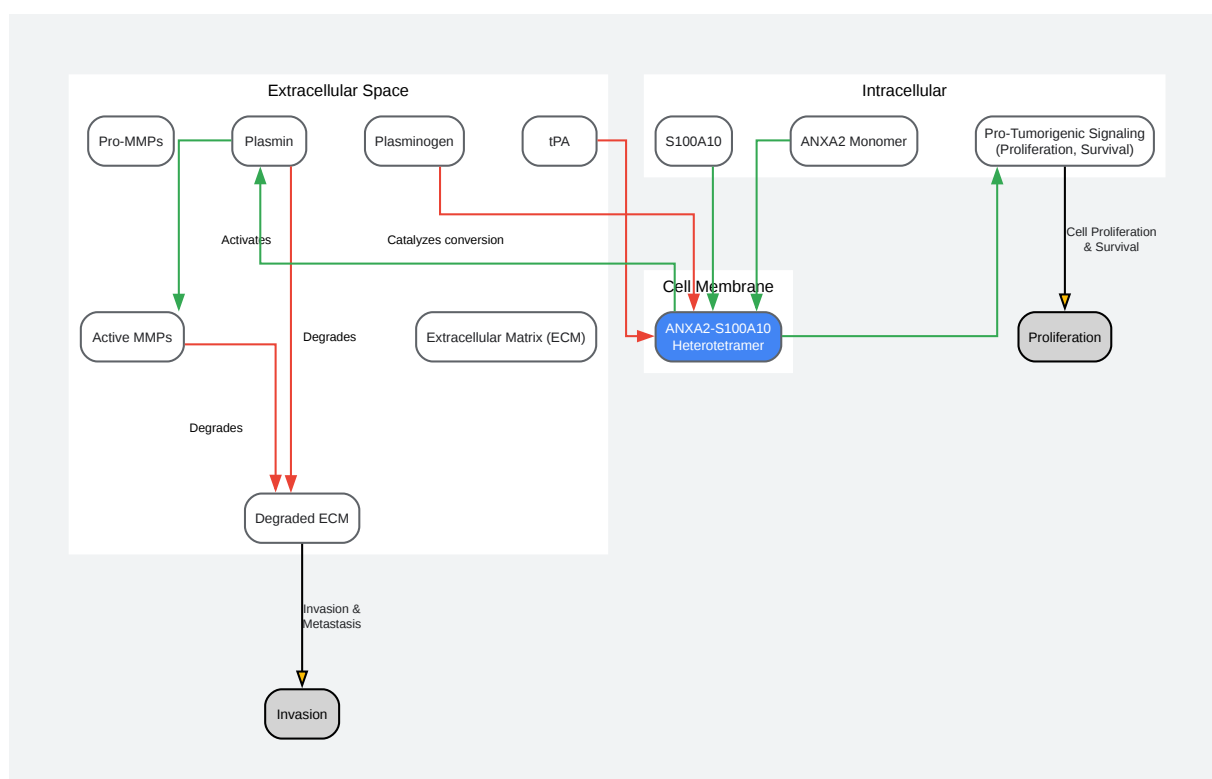 Extracellular Space
Intracellular
Pro-MMPs
Plasmin
Plasminogen
tPA
S100A10
ANXA2 Monomer
Pro-Tumorigenic Signaling
(Proliferation, Survival)
Activates
Catalyzes conversion
Cell Proliferation
& Survival
Cell Membrane
Active MMPs
Degrades
Extracellular Matrix (ECM)
ANXA2-S100A10
Heterotetramer
Proliferation
Degrades
Degraded ECM
Invasion &
Metastasis
Invasion